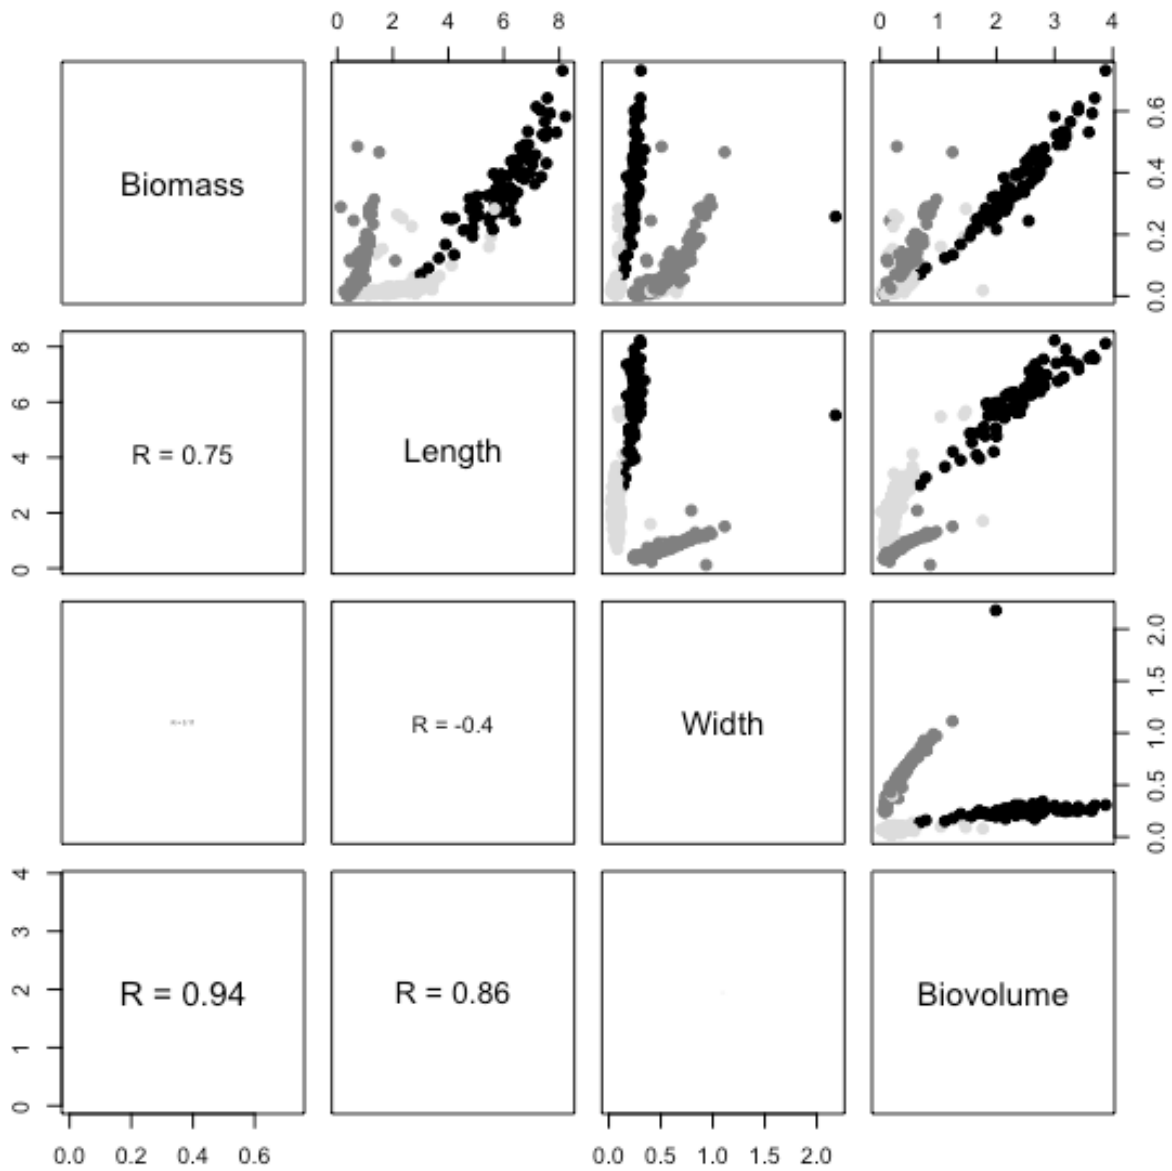 0 2 4 6 8
0 1 2 3 4
Biomass
0.0 0.2 0.4 0.6
0 2 4 6 8
R = 0.75
Length
R = -0.4
Width
0.0 0.5 1.0 1.5 2.0
0 1 2 3 4
R = 0.94
R = 0.86
Biovolume
0.0 0.2 0.4 0.6
0.0 0.5 1.0 1.5 2.0